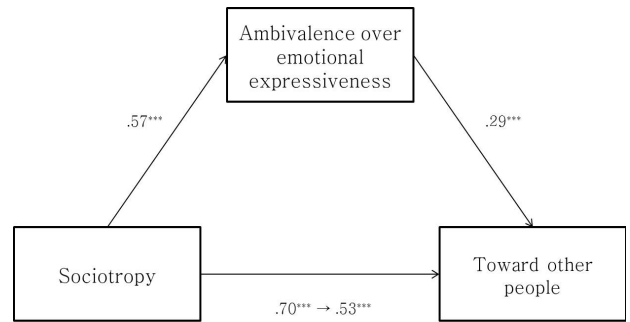 Ambivalence over
emotional
expressiveness
.57***
.29***
Sociotropy
Toward other
people
.70*** → .53***